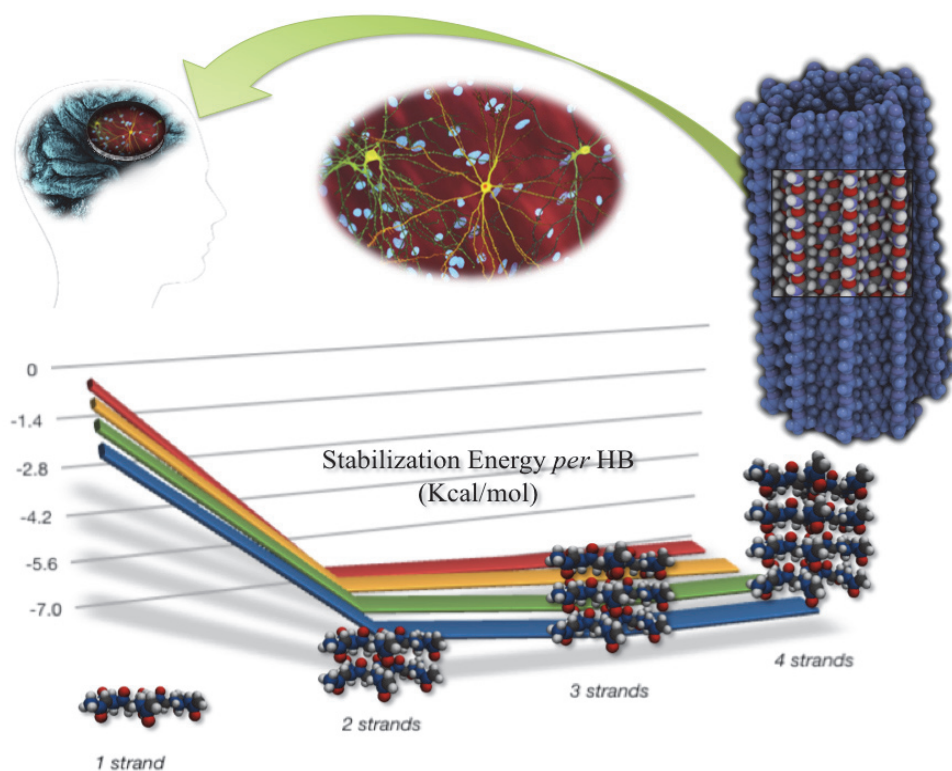 0
-1.4
-2.8
-4.2
-5.6
-7.0
Stabilization Energy per HB
(Kcal/mol)
4 strands
3 strands
2 strands
1 strand